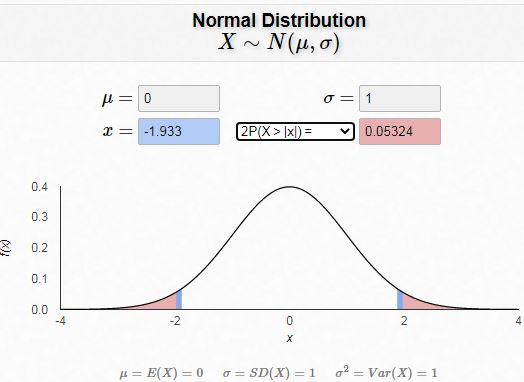 Normal Distribution
X ~ N(μ, σ)
μ = 0 σ = 1
x = -1.933 2P(X > |x|) = 0.05324
f(x)
0.4
0.3
0.2
0.1
0.0
-4 -2 0 2 4
x
μ = E(X) = 0 σ = SD(X) = 1 σ² = Var(X) = 1